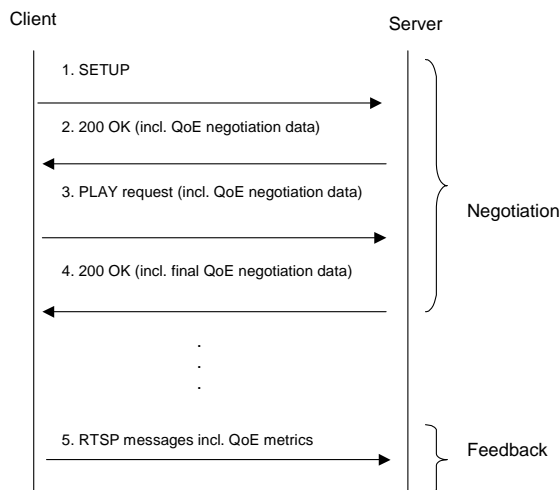 Client
Server
1. SETUP
2. 200 OK (incl. QoE negotiation data)
3. PLAY request (incl. QoE negotiation data)
Negotiation
4. 200 OK (incl. final QoE negotiation data)
.
.
.
5. RTSP messages incl. QoE metrics
Feedback